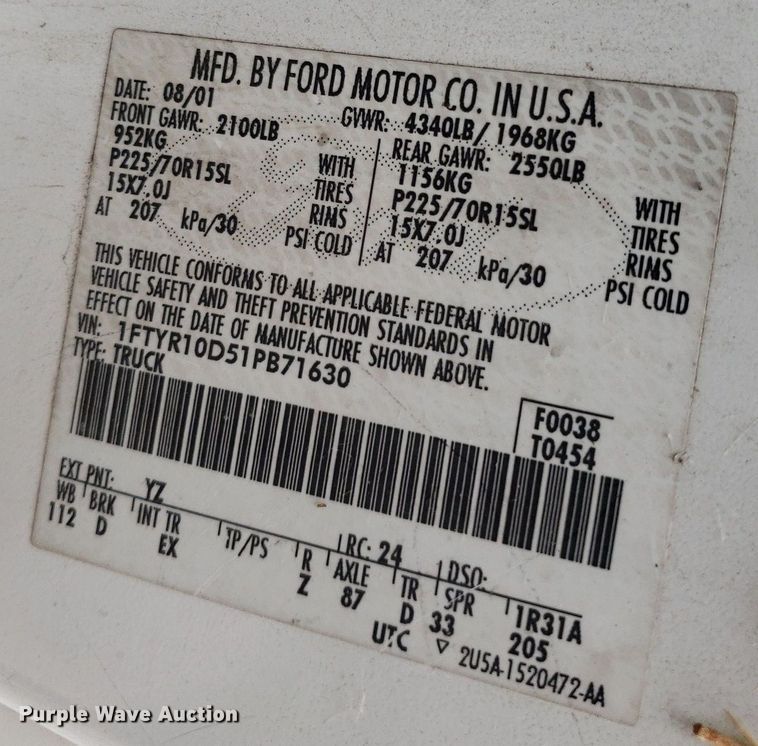 MFD. BY FORD MOTOR CO. IN U.S.A.
DATE: 08/01 GVWR: 4340LB/ 1968KG
FRONT GAWR: 2100LB REAR GAWR: 2550LB
952KG WITH 1156KG WITH
P225/70R15SL TIRES P225/70R15SL TIRES
15X7.0J RIMS 15X7.0J RIMS
AT 207 kPa/30 PSI COLD AT 207 kPa/30 PSI COLD
THIS VEHICLE CONFORMS TO ALL APPLICABLE FEDERAL MOTOR
VEHICLE SAFETY AND THEFT PREVENTION STANDARDS IN
EFFECT ON THE DATE OF MANUFACTURE SHOWN ABOVE.
VIN: 1FTYR10D51PB71630
TYPE: TRUCK
F0038
T0454
EXT PNT: YZ RC: 24 DSO:
WB BRK INT TR TP/PS R AXLE TR SPR 1R31A
112 D EX Z 87 D 33 205
UTC ▽ 2U5A-1520472-AA
Purple Wave Auction